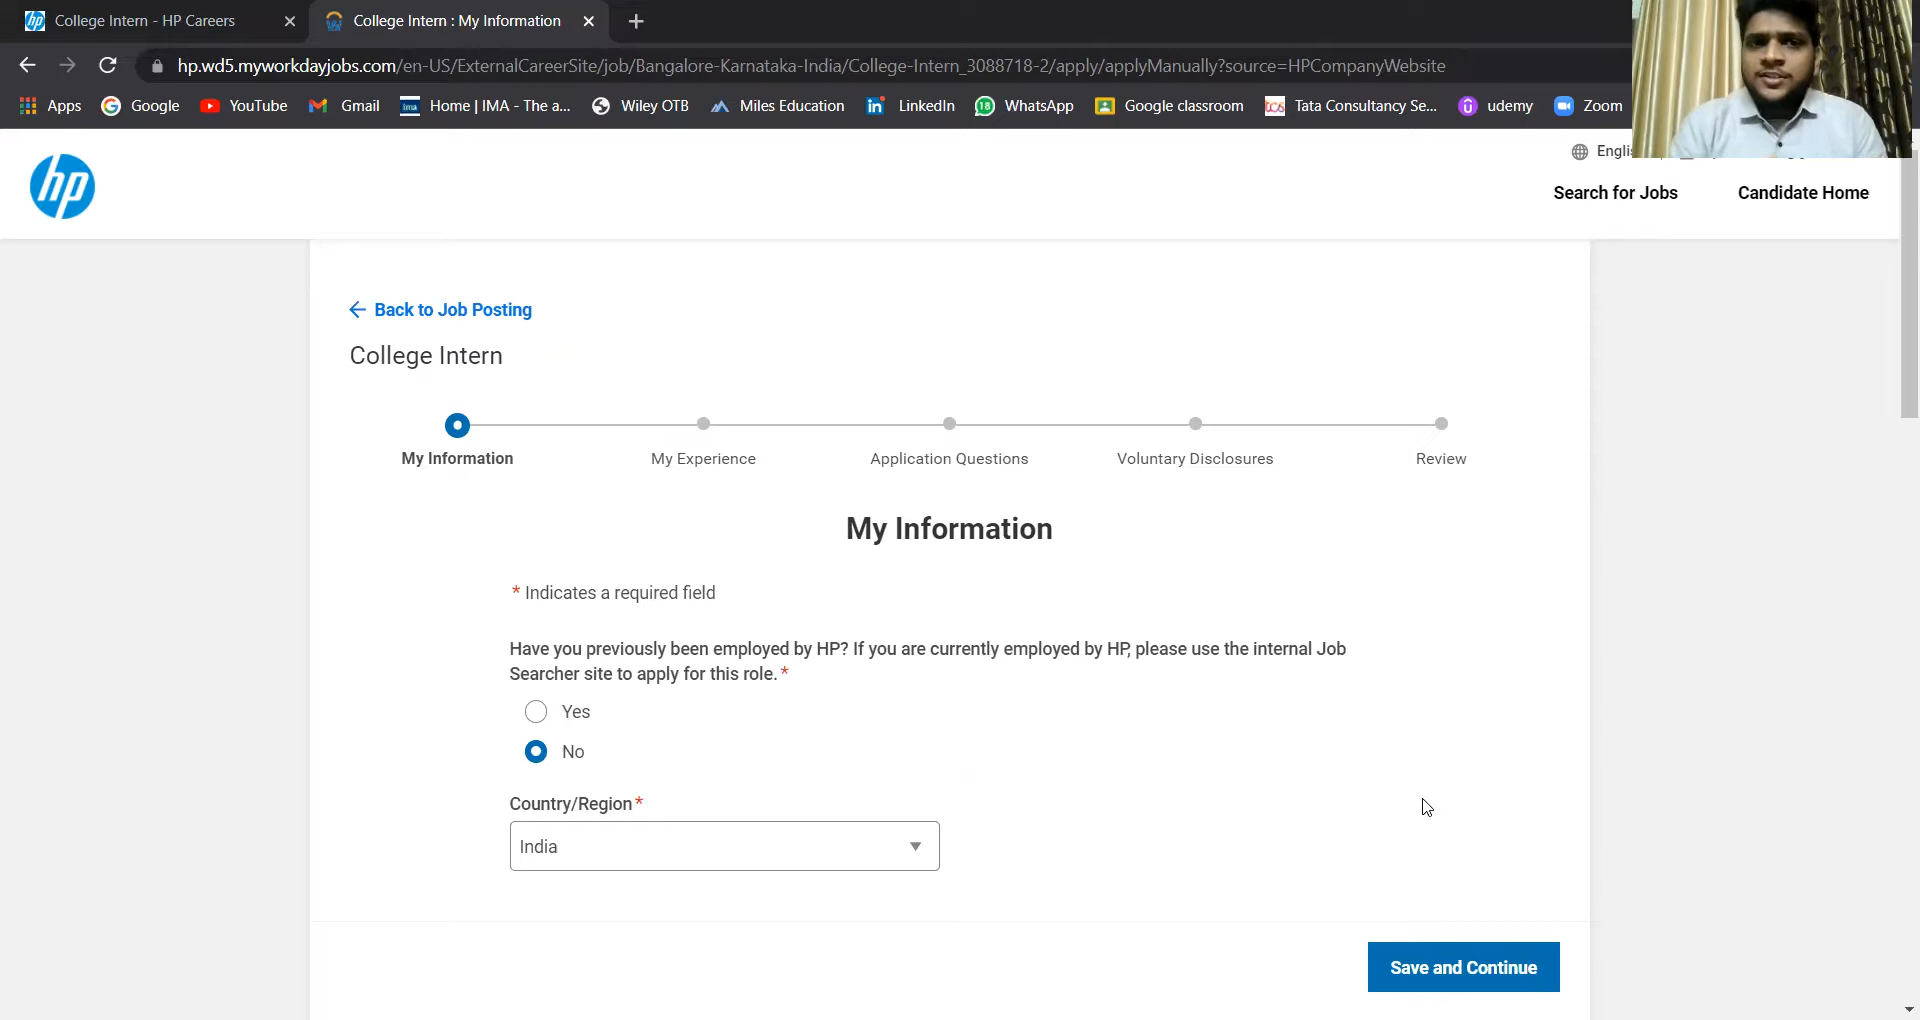 College Intern - HP Careers
College Intern : My Information
hp.wd5.myworkdayjobs.com/en-US/ExternalCareerSite/job/Bangalore-Karnataka-India/College-Intern_3088718-2/apply/applyManually?source=HPCompanyWebsite
Apps Google YouTube Gmail Home | IMA - The a... Wiley OTB Miles Education LinkedIn WhatsApp Google classroom Tata Consultancy Se... udemy Zoom
hp
Search for Jobs Candidate Home
Back to Job Posting
College Intern
My Information My Experience Application Questions Voluntary Disclosures Review
My Information
* Indicates a required field
Have you previously been employed by HP? If you are currently employed by HP, please use the internal Job
Searcher site to apply for this role. *
Yes
No
Country/Region *
India
Save and Continue